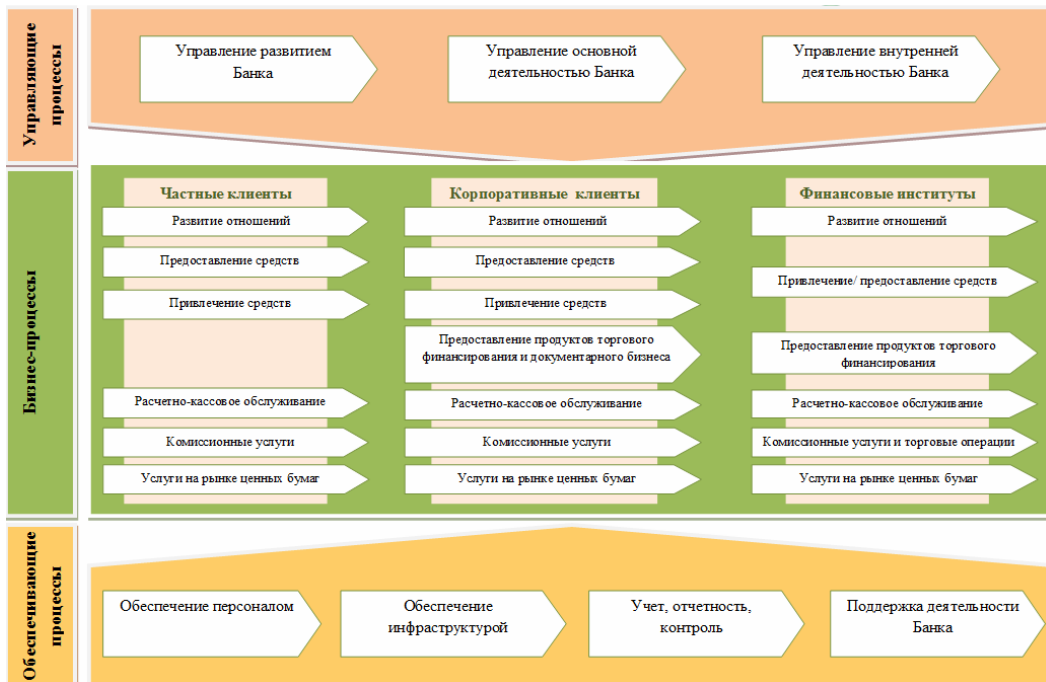 Управляющие
процессы
Управление развитием
Банка
Управление основной
деятельностью Банка
Управление внутренней
деятельностью Банка
Бизнес-процессы
Частные клиенты
Развитие отношений
Предоставление средств
Привлечение средств
Расчетно-кассовое обслуживание
Комиссионные услуги
Услуги на рынке ценных бумаг
Корпоративные клиенты
Развитие отношений
Предоставление средств
Привлечение средств
Предоставление продуктов торгового
финансирования и документарного бизнеса
Расчетно-кассовое обслуживание
Комиссионные услуги
Услуги на рынке ценных бумаг
Финансовые институты
Развитие отношений
Привлечение/ предоставление средств
Предоставление продуктов торгового
финансирования
Расчетно-кассовое обслуживание
Комиссионные услуги и торговые операции
Услуги на рынке ценных бумаг
Обеспечивающие
процессы
Обеспечение персоналом
Обеспечение
инфраструктурой
Учет, отчетность,
контроль
Поддержка деятельности
Банка